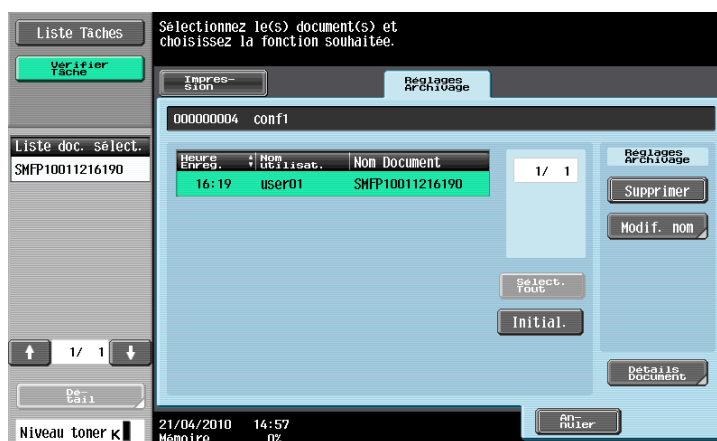 Liste Tâches
Sélectionnez le(s) document(s) et
choisissez la fonction souhaitée.
Vérifier
Tâche
Impres-
sion
Réglages
Archivage
000000004 conf1
Liste doc. sélect.
SMFP10011216190
Heure
Enreg.
Nom
utilisat.
Nom Document
16:19 user01 SMFP10011216190
1/ 1
Réglages
Archivage
Supprimer
Modif. nom
Sélect.
Tout
Initial.
1/ 1
Dé-
tail
Détails
Document
An-
nuler
Niveau toner K
21/04/2010 14:57
Mémoire 0%